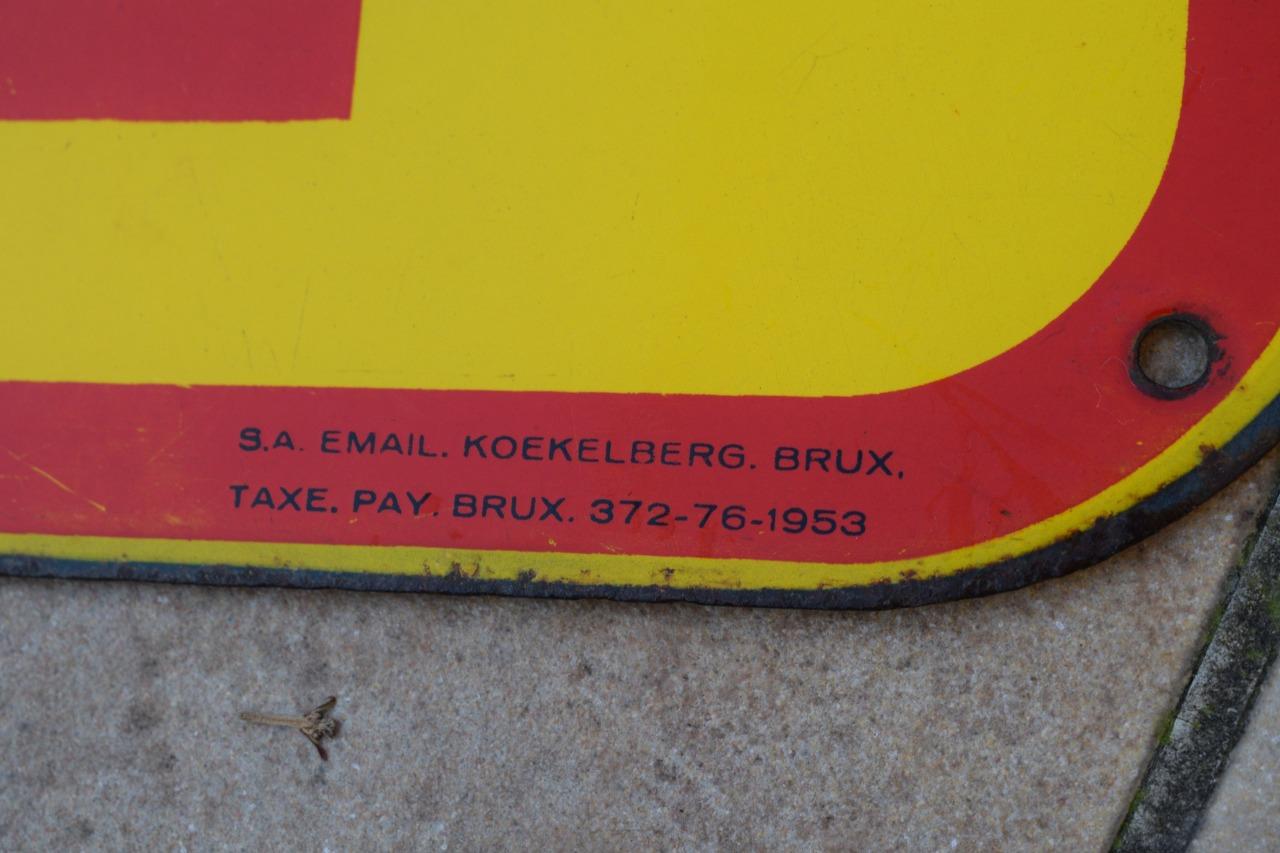 S.A. EMAIL. KOEKELBERG. BRUX.
TAXE. PAY. BRUX. 372-76-1953